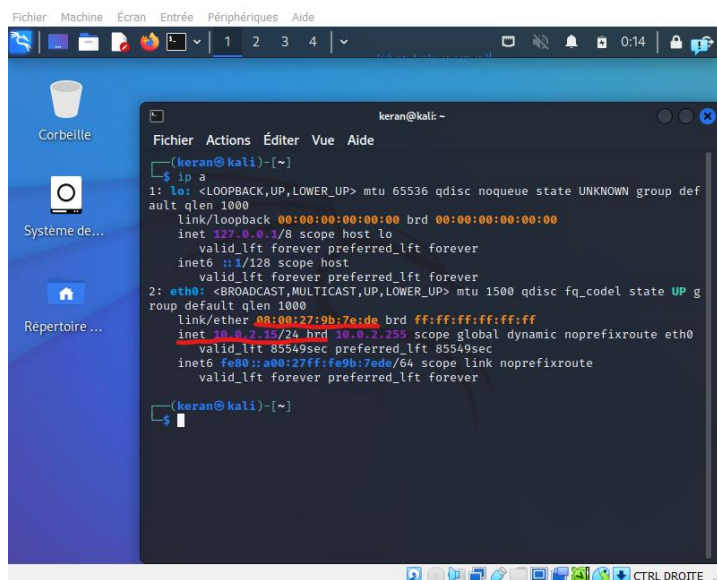 Fichier Machine Écran Entrée Périphériques Aide
1 2 3 4 0:14
Corbeille
Système de...
Répertoire ...
keran@kali: ~
Fichier Actions Éditer Vue Aide
(keran㉿kali)-[~]
$ ip a
1: lo: <LOOPBACK,UP,LOWER_UP> mtu 65536 qdisc noqueue state UNKNOWN group def
ault qlen 1000
link/loopback 00:00:00:00:00:00 brd 00:00:00:00:00:00
inet 127.0.0.1/8 scope host lo
valid_lft forever preferred_lft forever
inet6 ::1/128 scope host
valid_lft forever preferred_lft forever
2: eth0: <BROADCAST,MULTICAST,UP,LOWER_UP> mtu 1500 qdisc fq_codel state UP g
roup default qlen 1000
link/ether 08:00:27:9b:7e:de brd ff:ff:ff:ff:ff:ff
inet 10.0.2.15/24 brd 10.0.2.255 scope global dynamic noprefixroute eth0
valid_lft 85549sec preferred_lft 85549sec
inet6 fe80::a00:27ff:fe9b:7ede/64 scope link noprefixroute
valid_lft forever preferred_lft forever
(keran㉿kali)-[~]
$
CTRL DROITE